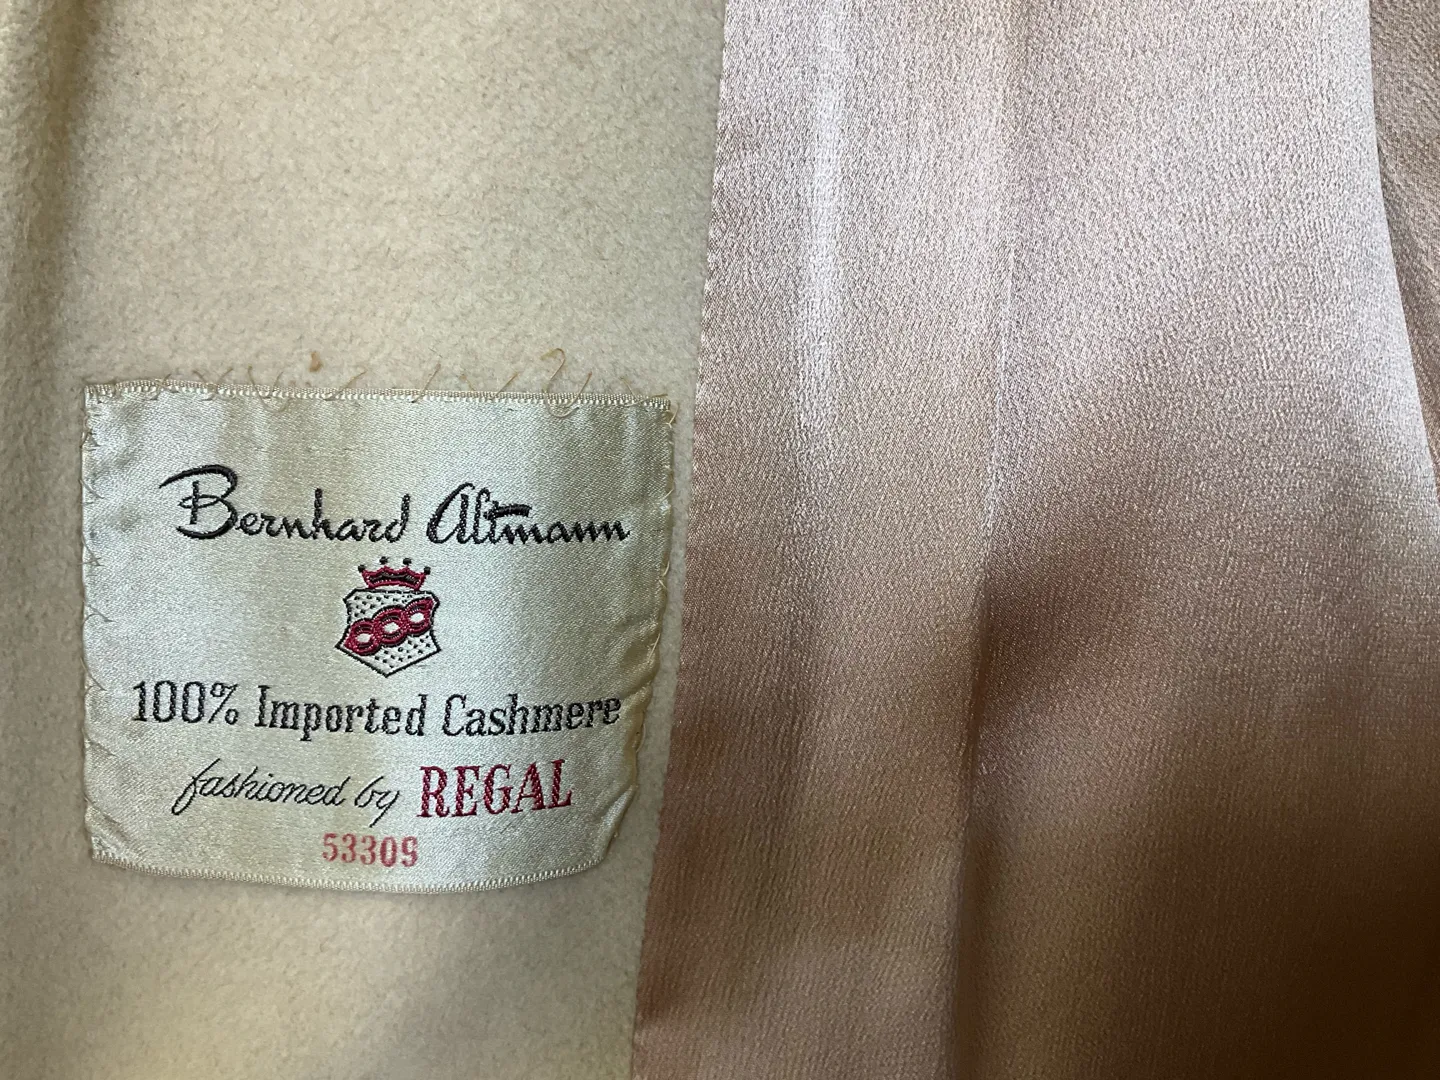 Bernhard Altmann
100% Imported Cashmere
fashioned by REGAL
53309